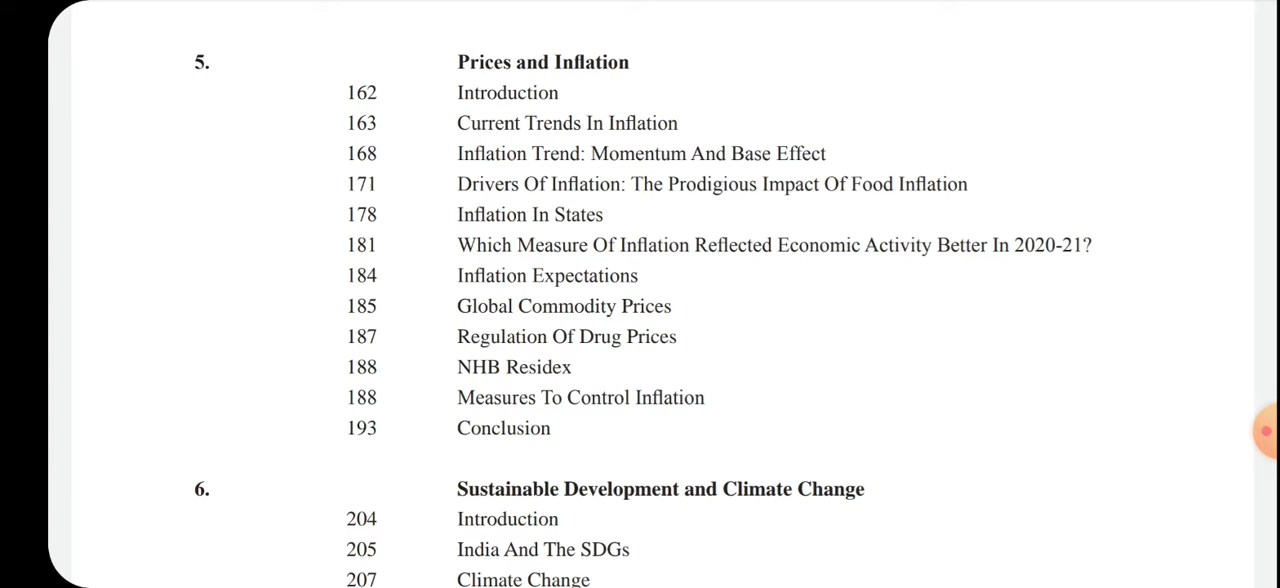 5. Prices and Inflation
162 Introduction
163 Current Trends In Inflation
168 Inflation Trend: Momentum And Base Effect
171 Drivers Of Inflation: The Prodigious Impact Of Food Inflation
178 Inflation In States
181 Which Measure Of Inflation Reflected Economic Activity Better In 2020-21?
184 Inflation Expectations
185 Global Commodity Prices
187 Regulation Of Drug Prices
188 NHB Residex
188 Measures To Control Inflation
193 Conclusion
6. Sustainable Development and Climate Change
204 Introduction
205 India And The SDGs
207 Climate Change